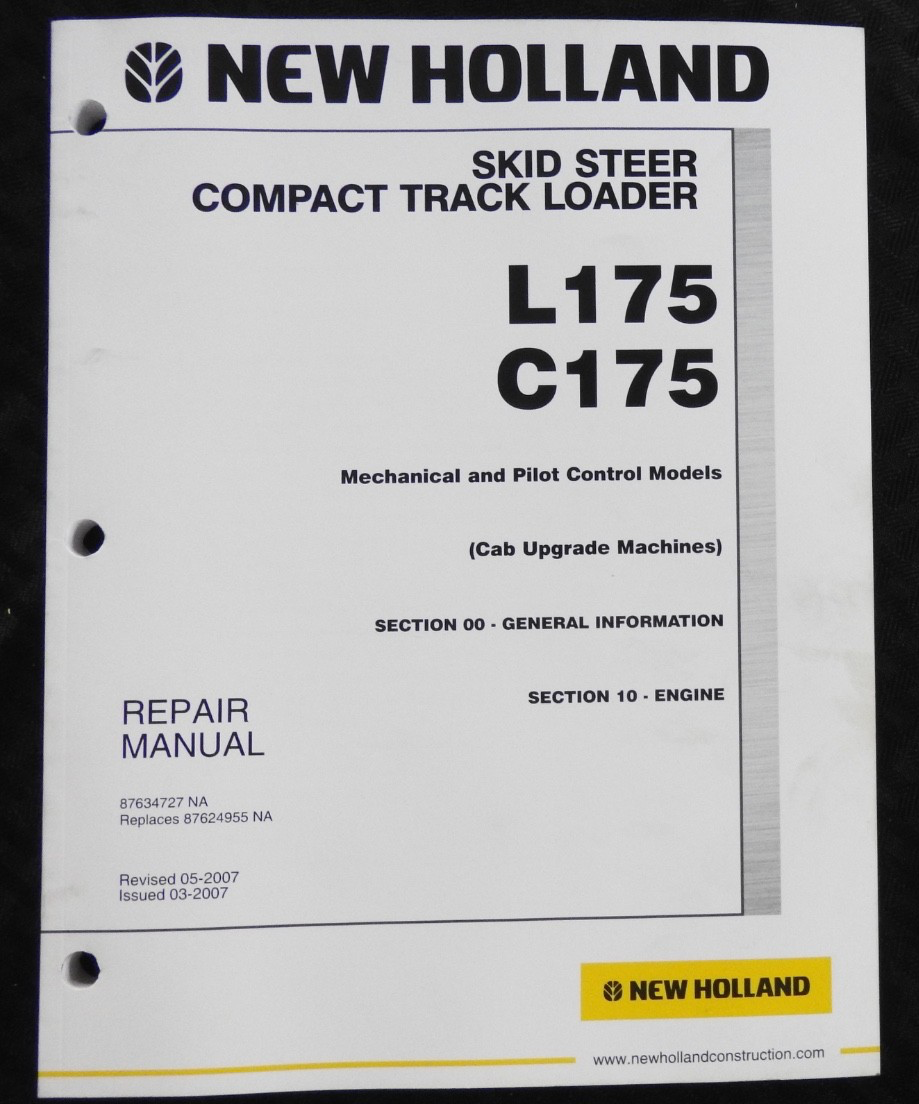 NEW HOLLAND
SKID STEER
COMPACT TRACK LOADER
L175
C175
Mechanical and Pilot Control Models
(Cab Upgrade Machines)
SECTION 00 - GENERAL INFORMATION
SECTION 10 - ENGINE
REPAIR
MANUAL
87634727 NA
Replaces 87624955 NA
Revised 05-2007
Issued 03-2007
NEW HOLLAND
www.newhollandconstruction.com